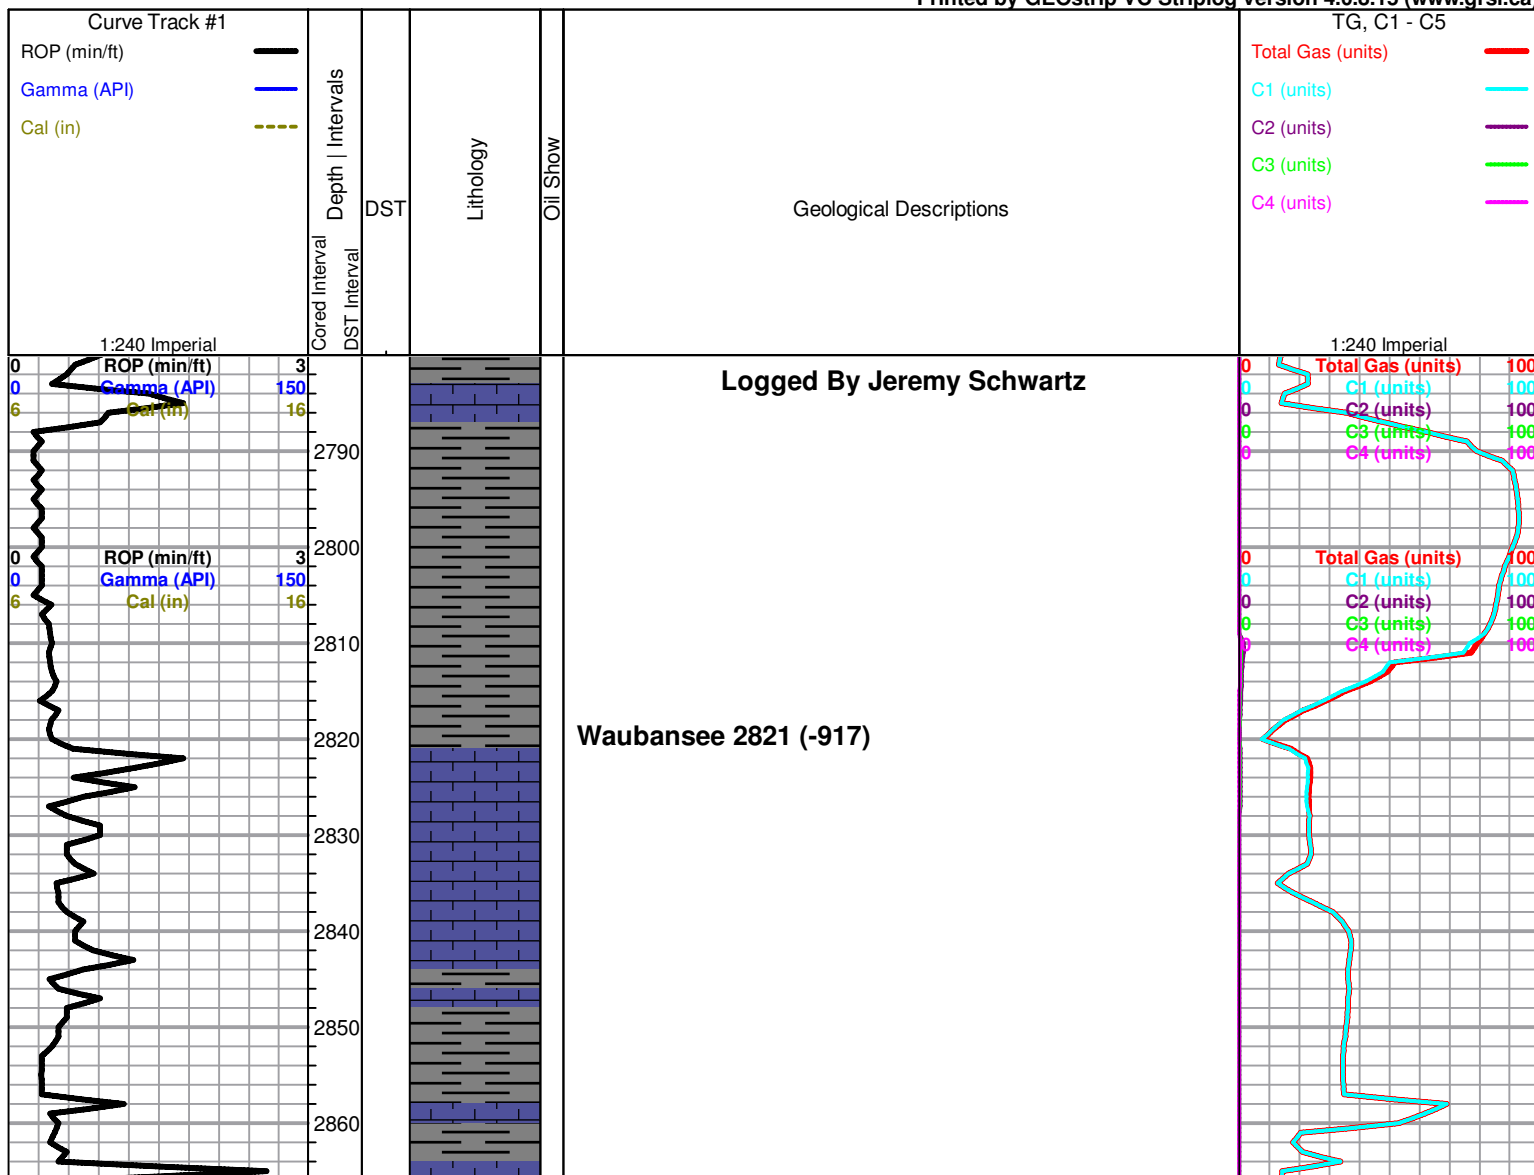 Printed by GEOstrip VC Striplog version 4.0.8.15 (www.grsi.ca)
Curve Track #1
ROP (min/ft)
Gamma (API)
Cal (in)
1:240 Imperial
Cored Interval
Depth | Intervals
DST Interval
DST
Lithology
Oil Show
Geological Descriptions
TG, C1 - C5
Total Gas (units)
C1 (units)
C2 (units)
C3 (units)
C4 (units)
1:240 Imperial
0 ROP (min/ft) 3
0 Gamma (API) 150
6 Cal (in) 16
Logged By Jeremy Schwartz
0 Total Gas (units) 100
0 C1 (units) 100
0 C2 (units) 100
0 C3 (units) 100
0 C4 (units) 100
2790
2800
0 ROP (min/ft) 3
0 Gamma (API) 150
6 Cal (in) 16
0 Total Gas (units) 100
0 C1 (units) 100
0 C2 (units) 100
0 C3 (units) 100
0 C4 (units) 100
2810
2820
Waubansee 2821 (-917)
2830
2840
2850
2860